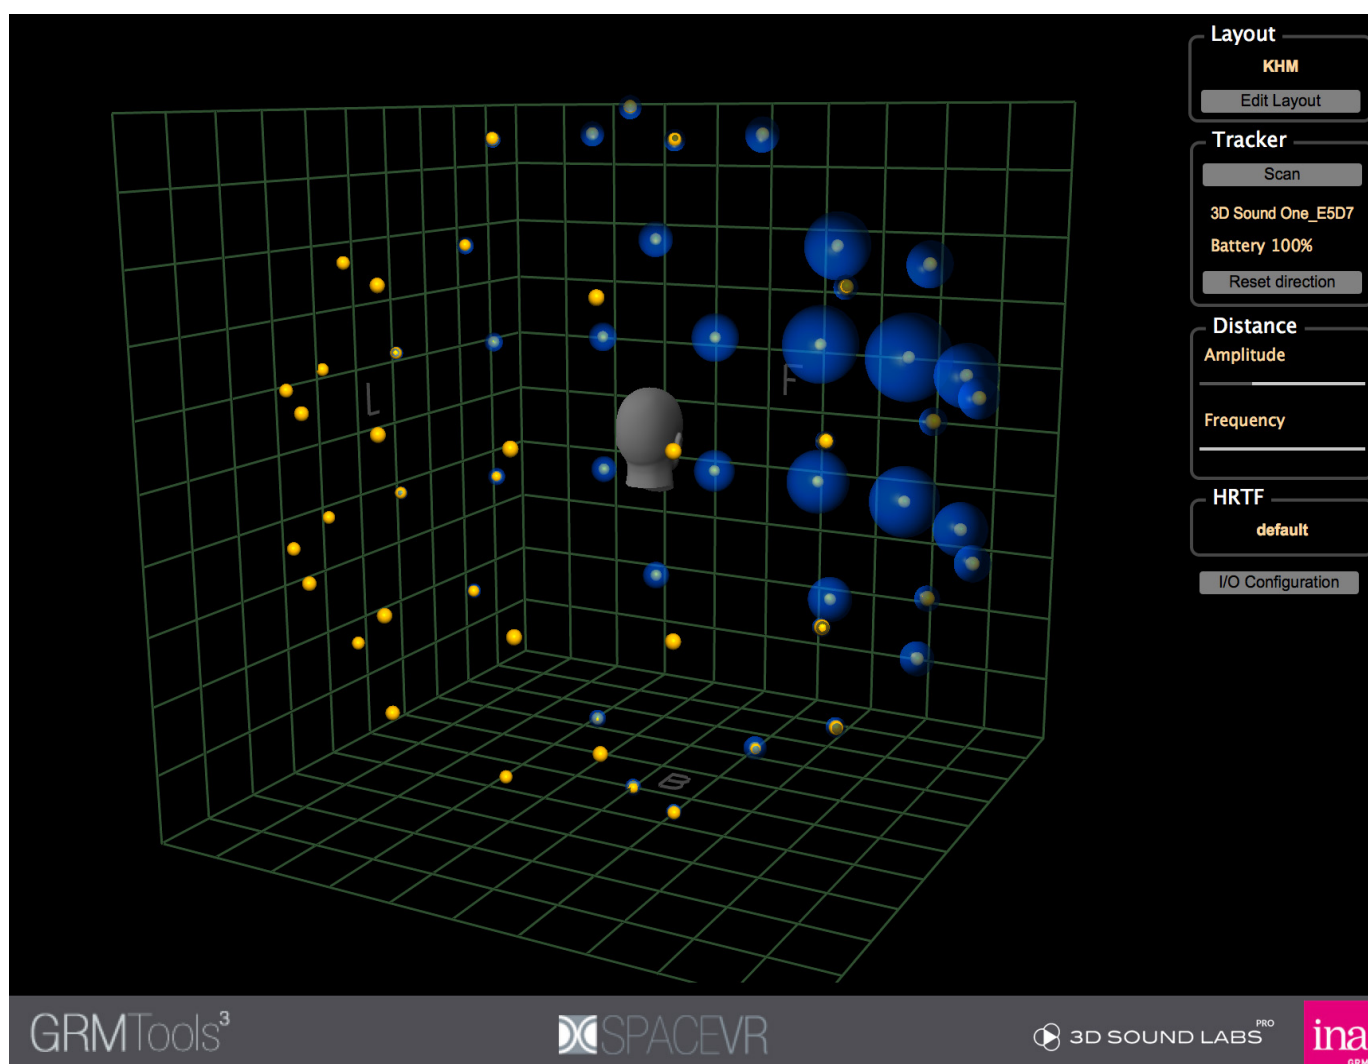 Layout
KHM
Edit Layout
Tracker
Scan
3D Sound One_E5D7
Battery 100%
Reset direction
Distance
Amplitude
Frequency
HRTF
default
I/O Configuration
L
F
B
GRMTools3
SPACEVR
3D SOUND LABS PRO
ina
GRM